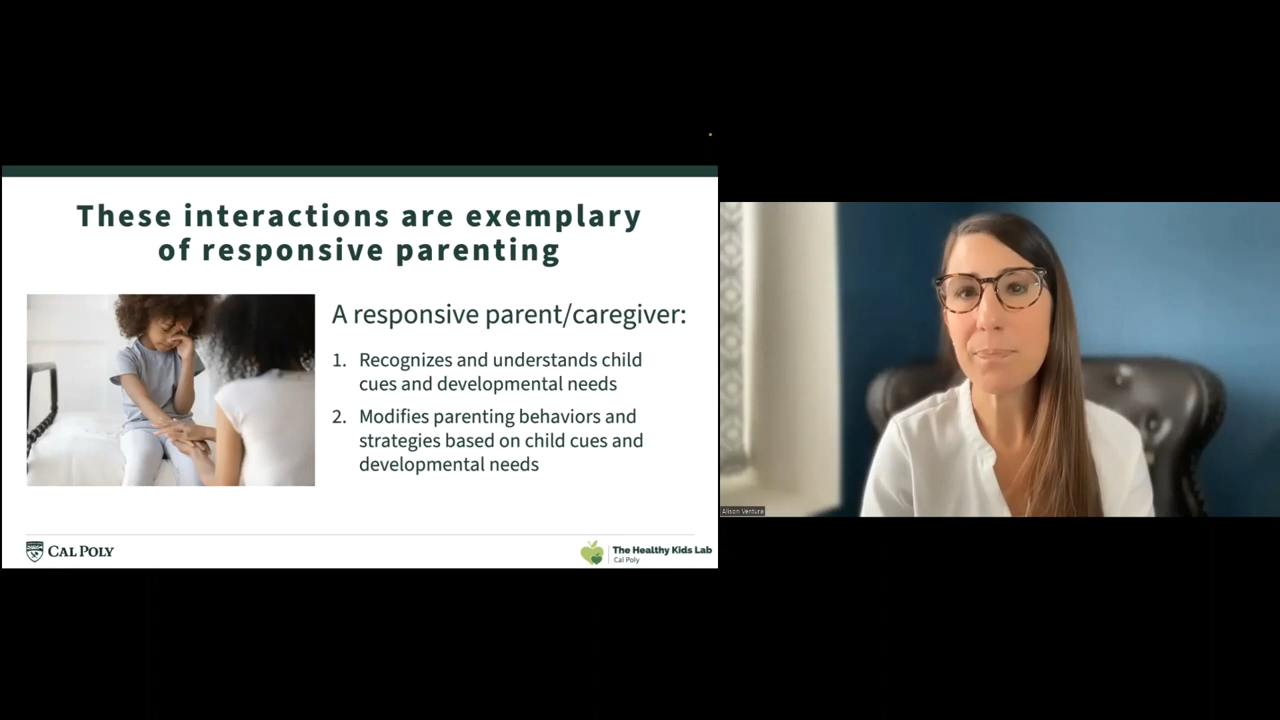 These interactions are exemplary
of responsive parenting
A responsive parent/caregiver:
1. Recognizes and understands child
cues and developmental needs
2. Modifies parenting behaviors and
strategies based on child cues and
developmental needs
CAL POLY
The Healthy Kids Lab
Cal Poly
Alison Ventura